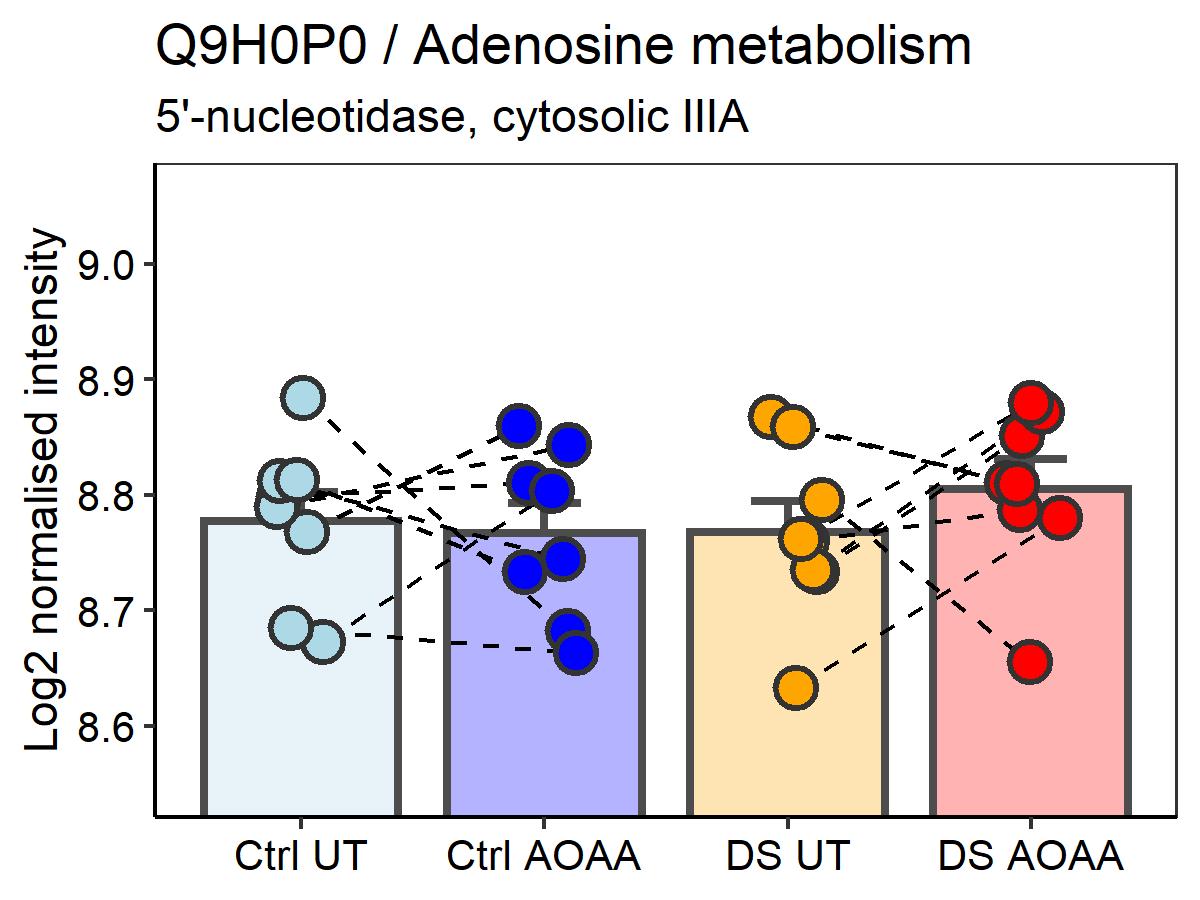 Q9H0P0 / Adenosine metabolism
5'-nucleotidase, cytosolic IIIA
Log2 normalised intensity
9.0
8.9
8.8
8.7
8.6
Ctrl UT
Ctrl AOAA
DS UT
DS AOAA